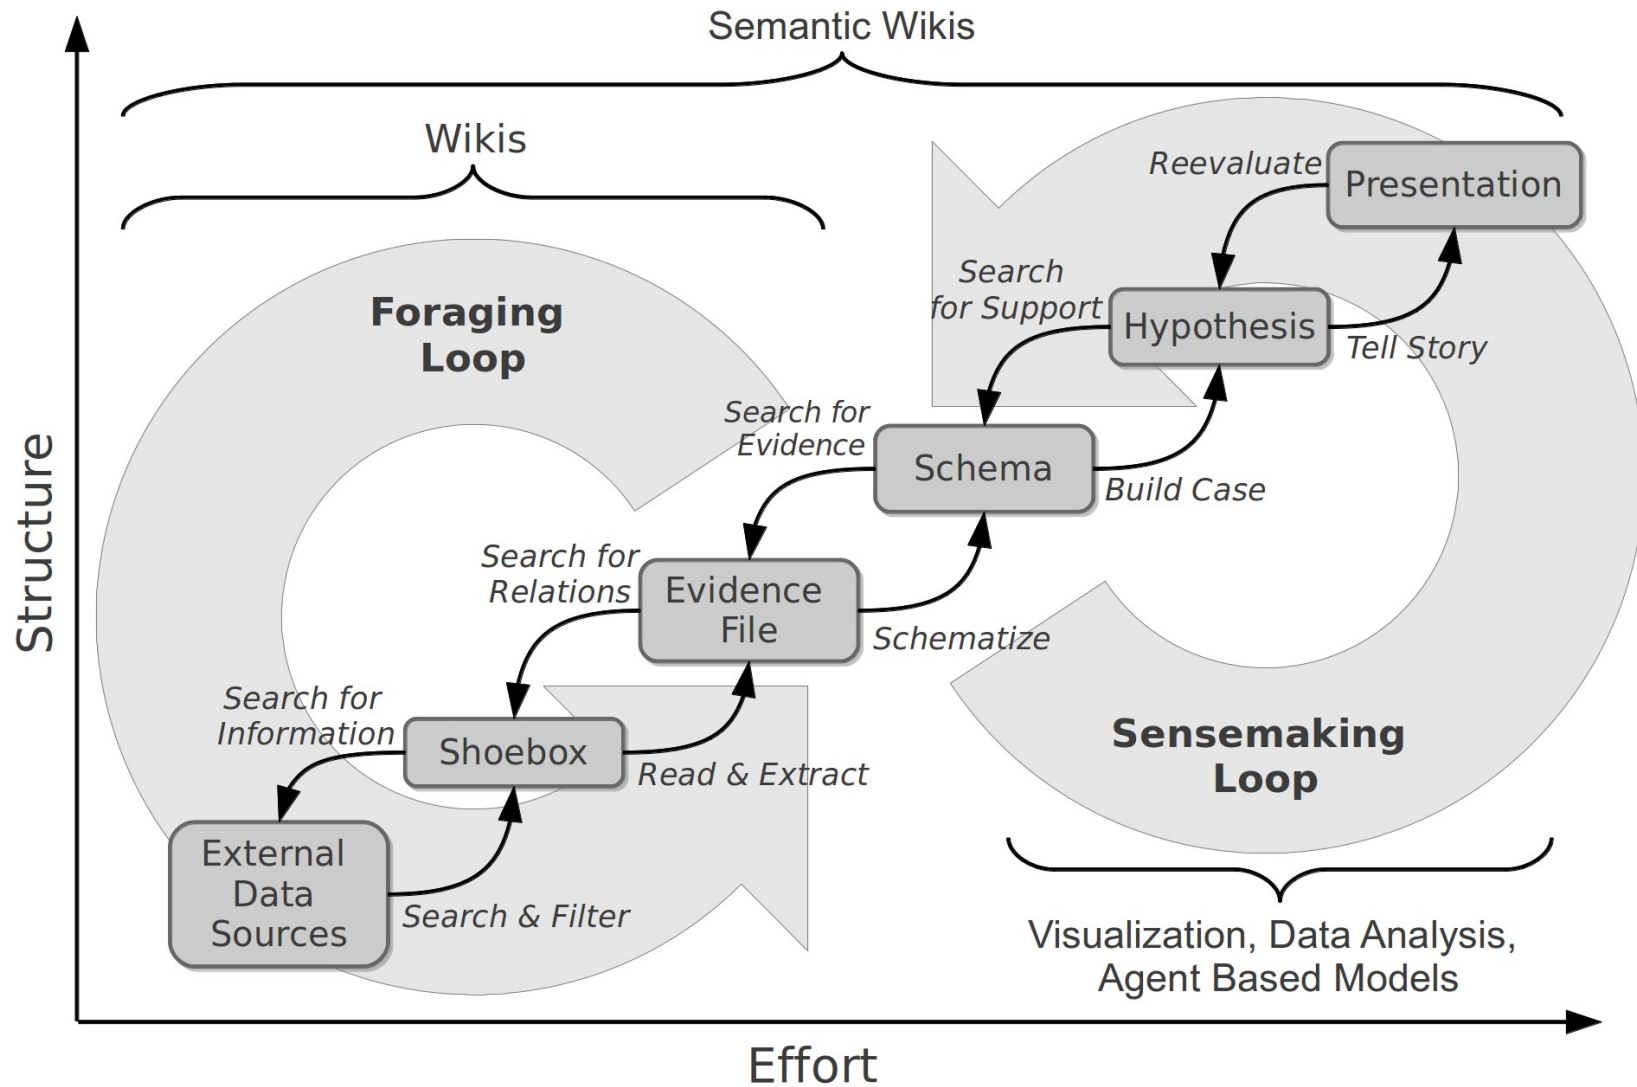 Semantic Wikis
Wikis
Reevaluate
Presentation
Search
for Support
Hypothesis
Tell Story
Foraging
Loop
Search for
Evidence
Schema
Build Case
Structure
Search for
Relations
Evidence
File
Schematize
Search for
Information
Shoebox
Read & Extract
Sensemaking
Loop
External
Data
Sources
Search & Filter
Visualization, Data Analysis,
Agent Based Models
Effort